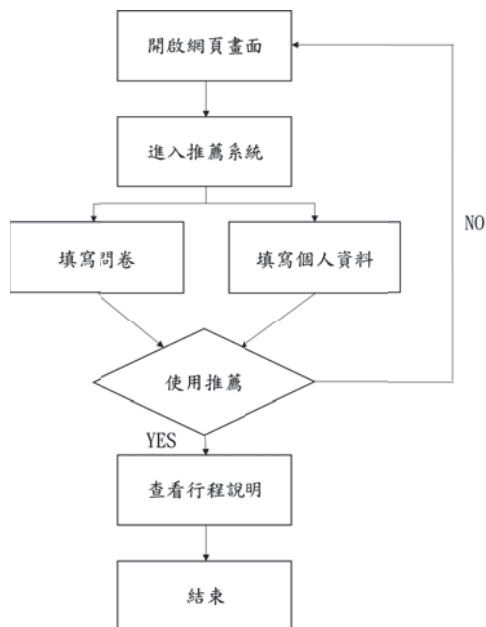 開啟網頁畫面
進入推薦系統
NO
填寫問卷
填寫個人資料
使用推薦
YES
查看行程說明
結束